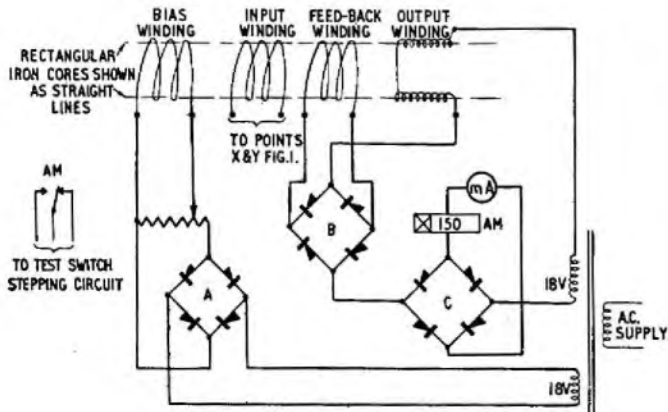 BIAS
WINDING
INPUT
WINDING
FEED-BACK
WINDING
OUTPUT
WINDING
RECTANGULAR
IRON CORES SHOWN
AS STRAIGHT
LINES
TO POINTS
X & Y FIG. 1.
AM
TO TEST SWITCH
STEPPING CIRCUIT
mA
150 AM
A
B
C
18V
18V
A.C.
SUPPLY